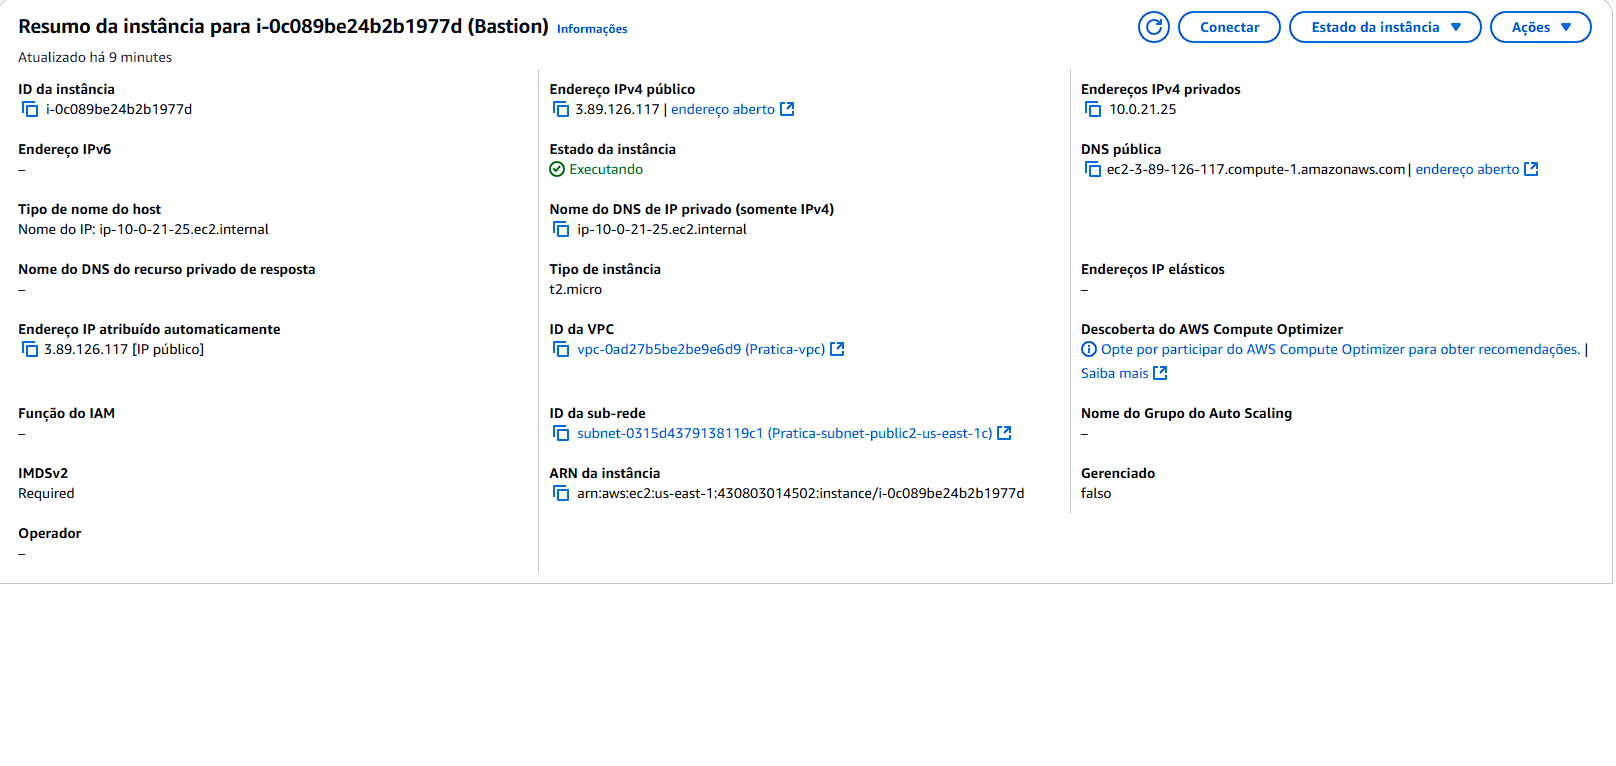 Resumo da instância para i-0c089be24b2b1977d (Bastion) Informações
Conectar
Estado da instância
Ações
Atualizado há 9 minutes
ID da instância
i-0c089be24b2b1977d
Endereço IPv4 público
3.89.126.117 | endereço aberto
Endereços IPv4 privados
10.0.21.25
Endereço IPv6
–
Estado da instância
Executando
DNS pública
ec2-3-89-126-117.compute-1.amazonaws.com | endereço aberto
Tipo de nome do host
Nome do IP: ip-10-0-21-25.ec2.internal
Nome do DNS de IP privado (somente IPv4)
ip-10-0-21-25.ec2.internal
Nome do DNS do recurso privado de resposta
–
Tipo de instância
t2.micro
Endereços IP elásticos
–
Endereço IP atribuído automaticamente
3.89.126.117 [IP público]
ID da VPC
vpc-0ad27b5be2be9e6d9 (Pratica-vpc)
Descoberta do AWS Compute Optimizer
Opte por participar do AWS Compute Optimizer para obter recomendações. |
Saiba mais
Função do IAM
–
ID da sub-rede
subnet-0315d4379138119c1 (Pratica-subnet-public2-us-east-1c)
Nome do Grupo do Auto Scaling
–
IMDSv2
Required
ARN da instância
arn:aws:ec2:us-east-1:430803014502:instance/i-0c089be24b2b1977d
Gerenciado
falso
Operador
–